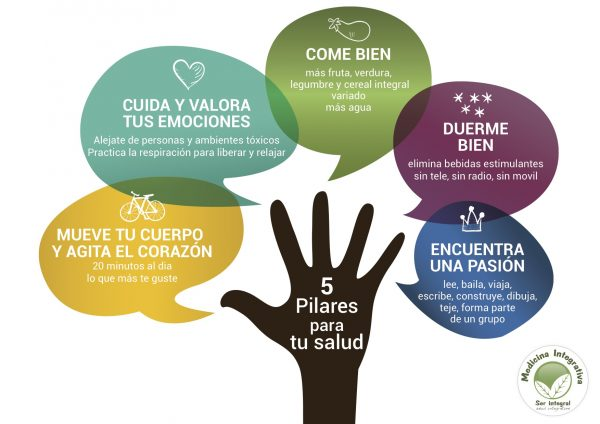 COME BIEN
más fruta, verdura,
legumbre y cereal integral
variado
más agua
CUIDA Y VALORA
TUS EMOCIONES
Alejate de personas y ambientes tóxicos
Practica la respiración para liberar y relajar
DUERME
BIEN
elimina bebidas estimulantes
sin tele, sin radio, sin movil
MUEVE TU CUERPO
Y AGITA EL CORAZÓN
20 minutos al dia
lo que más te guste
ENCUENTRA
UNA PASIÓN
lee, baila, viaja,
escribe, construye, dibuja,
teje, forma parte
de un grupo
5
Pilares
para
tu salud
Medicina Integrativa
Ser integral